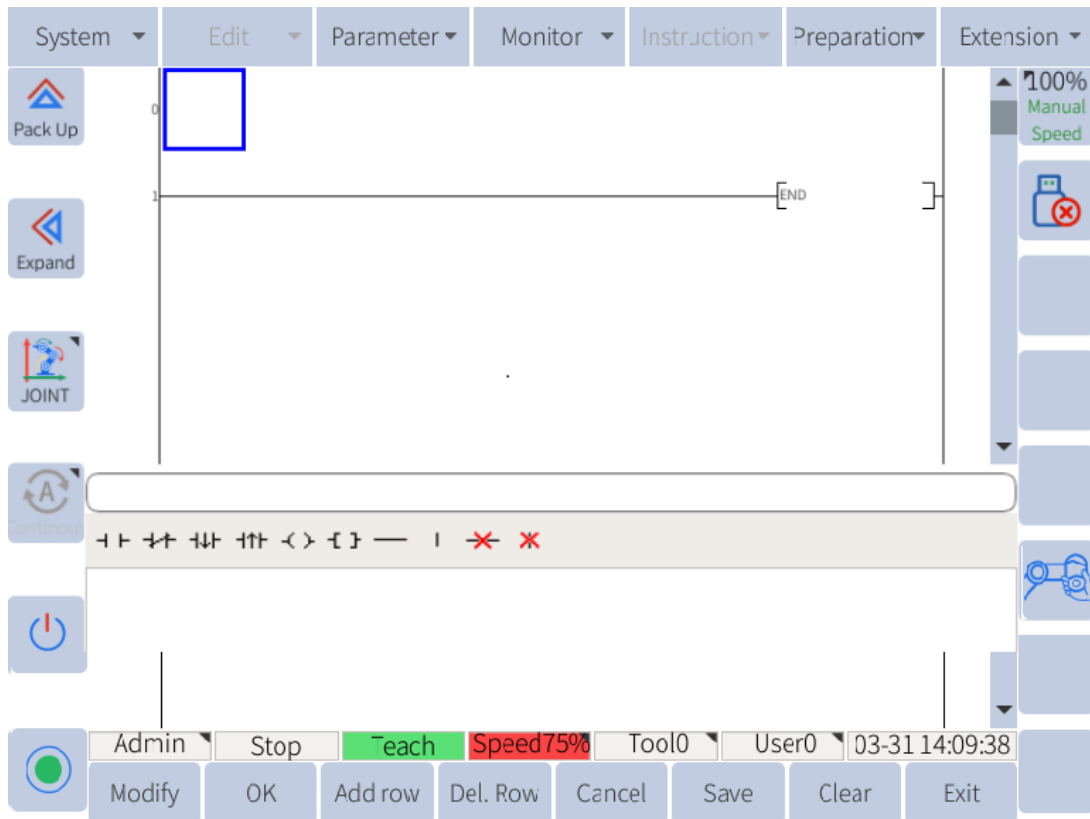 System Edit Parameter Monitor Instruction Preparation Extension
100%
Manual
Speed
Pack Up
0
1
END
Expand
JOINT
A
Continous
Admin Stop Teach Speed75% Tool0 User0 03-31 14:09:38
Modify OK Add row Del. Row Cancel Save Clear Exit